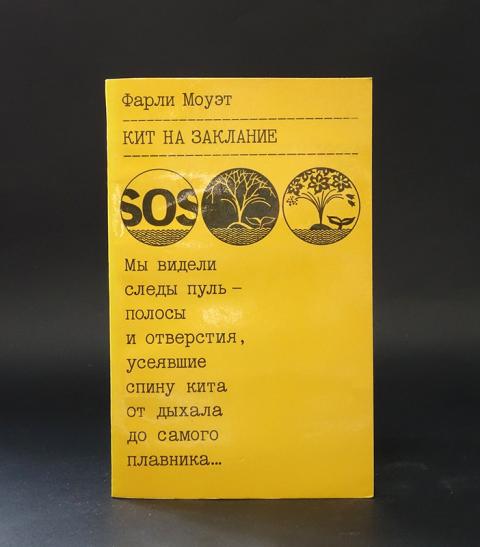 Фарли Моуэт
КИТ НА ЗАКЛАНИЕ
SOS
Мы видели
следы пуль –
полосы
и отверстия,
усеявшие
спину кита
от дыхала
до самого
плавника...